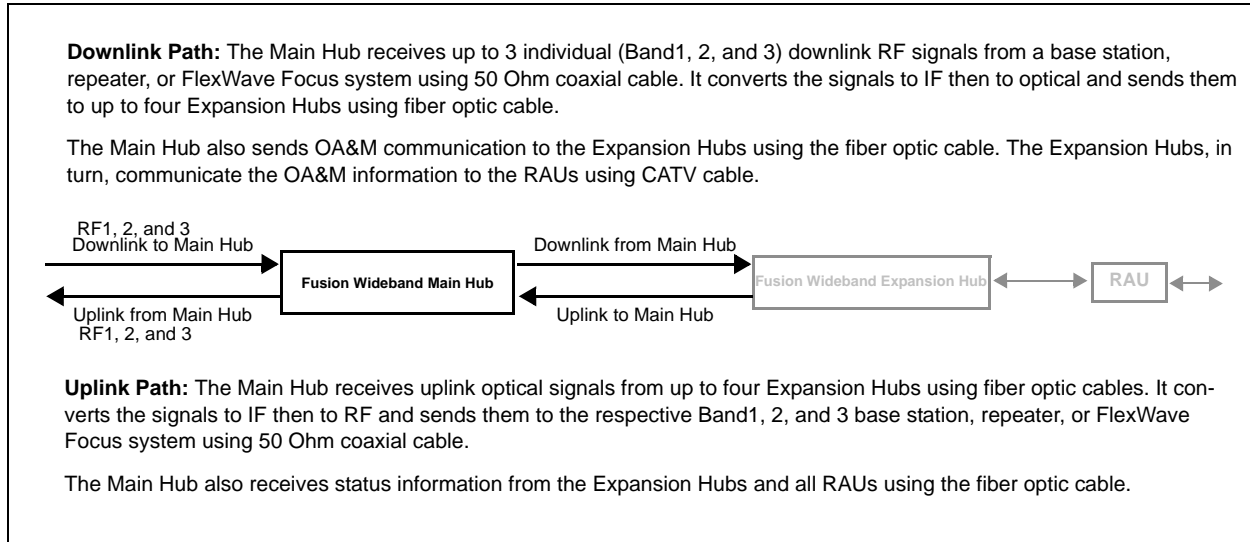 Downlink Path: The Main Hub receives up to 3 individual (Band1, 2, and 3) downlink RF signals from a base station,
repeater, or FlexWave Focus system using 50 Ohm coaxial cable. It converts the signals to IF then to optical and sends them
to up to four Expansion Hubs using fiber optic cable.
The Main Hub also sends OA&M communication to the Expansion Hubs using the fiber optic cable. The Expansion Hubs, in
turn, communicate the OA&M information to the RAUs using CATV cable.
RF1, 2, and 3
Downlink to Main Hub
Downlink from Main Hub
Fusion Wideband Main Hub
Fusion Wideband Expansion Hub
RAU
Uplink from Main Hub
Uplink to Main Hub
RF1, 2, and 3
Uplink Path: The Main Hub receives uplink optical signals from up to four Expansion Hubs using fiber optic cables. It con-
verts the signals to IF then to RF and sends them to the respective Band1, 2, and 3 base station, repeater, or FlexWave
Focus system using 50 Ohm coaxial cable.
The Main Hub also receives status information from the Expansion Hubs and all RAUs using the fiber optic cable.